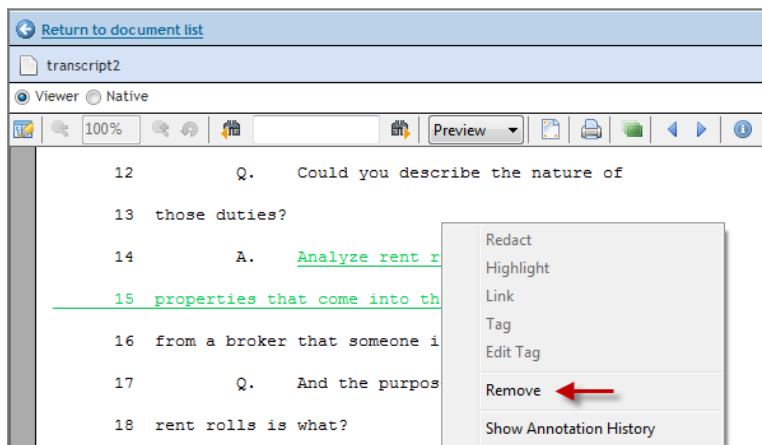 Return to document list
transcript2
Viewer Native
100% Preview
12 Q. Could you describe the nature of
13 those duties?
14 A. Analyze rent r
15 properties that come into th
16 from a broker that someone i
17 Q. And the purpos
18 rent rolls is what?
Redact
Highlight
Link
Tag
Edit Tag
Remove
Show Annotation History